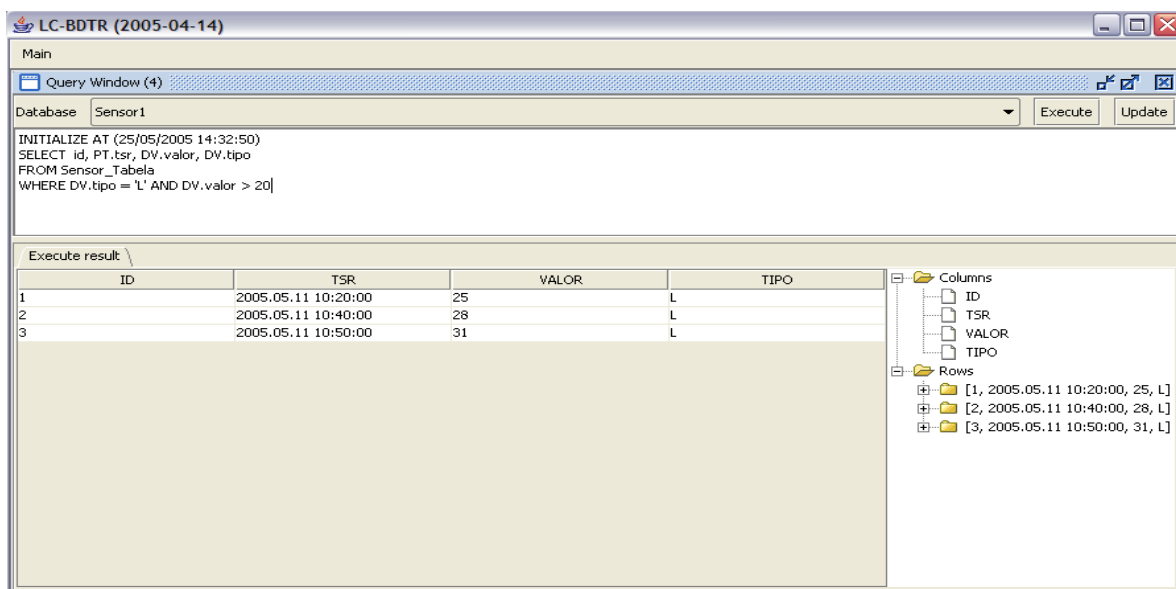 LC-BDTR (2005-04-14)
Main
Query Window (4)
Database Sensor1 Execute Update
INITIALIZE AT (25/05/2005 14:32:50)
SELECT id, PT.tsr, DV.valor, DV.tipo
FROM Sensor_Tabela
WHERE DV.tipo = 'L' AND DV.valor > 20
Execute result
ID TSR VALOR TIPO
1 2005.05.11 10:20:00 25 L
2 2005.05.11 10:40:00 28 L
3 2005.05.11 10:50:00 31 L
Columns
ID
TSR
VALOR
TIPO
Rows
[1, 2005.05.11 10:20:00, 25, L]
[2, 2005.05.11 10:40:00, 28, L]
[3, 2005.05.11 10:50:00, 31, L]